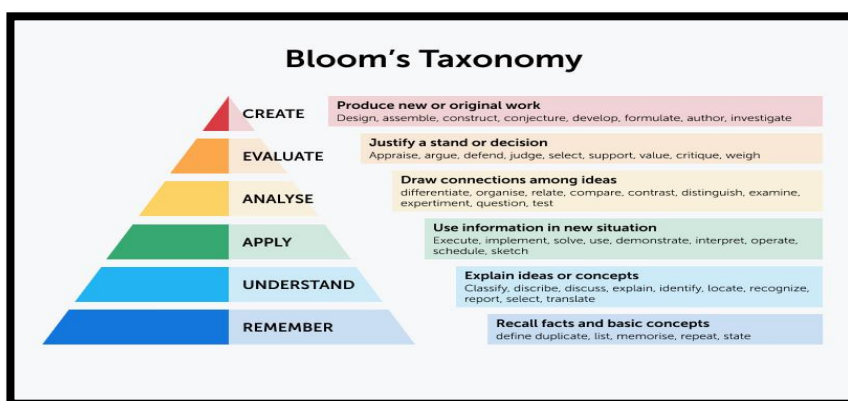 Bloom's Taxonomy
CREATE
Produce new or original work
Design, assemble, construct, conjecture, develop, formulate, author, investigate
EVALUATE
Justify a stand or decision
Appraise, argue, defend, judge, select, support, value, critique, weigh
ANALYSE
Draw connections among ideas
differentiate, organise, relate, compare, contrast, distinguish, examine,
expertiment, question, test
APPLY
Use information in new situation
Execute, implement, solve, use, demonstrate, interpret, operate,
schedule, sketch
UNDERSTAND
Explain ideas or concepts
Classify, discribe, discuss, explain, identify, locate, recognize,
report, select, translate
REMEMBER
Recall facts and basic concepts
define duplicate, list, memorise, repeat, state